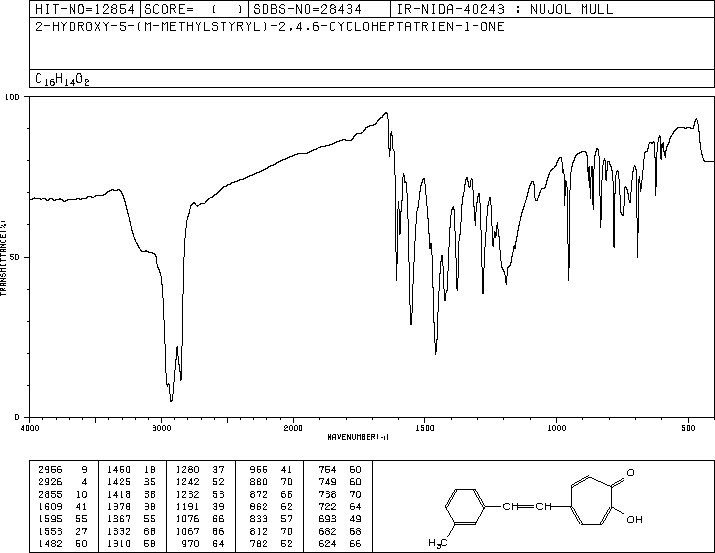 HIT-NO=12854 SCORE= ( ) SDBS-NO=28434 IR-NIDA-40243 : NUJOL MULL
2-HYDROXY-5-(M-METHYLSTYRYL)-2,4,6-CYCLOHEPTATRIEN-1-ONE
C16H14O2
100
50
0
TRANSMITTANCE(%)
4000 3000 2000 1500 1000 500
WAVENUMBER(-1)
2956 9 1460 18 1280 37 966 41 764 60
2926 4 1425 35 1242 52 880 70 749 60
2855 10 1418 36 1232 53 872 66 738 70
1609 41 1378 38 1191 39 862 62 722 64
1595 55 1367 55 1076 66 833 57 693 49
1553 27 1332 68 1067 66 812 70 682 68
1482 60 1310 58 970 64 782 52 624 66
O
OH
H3C